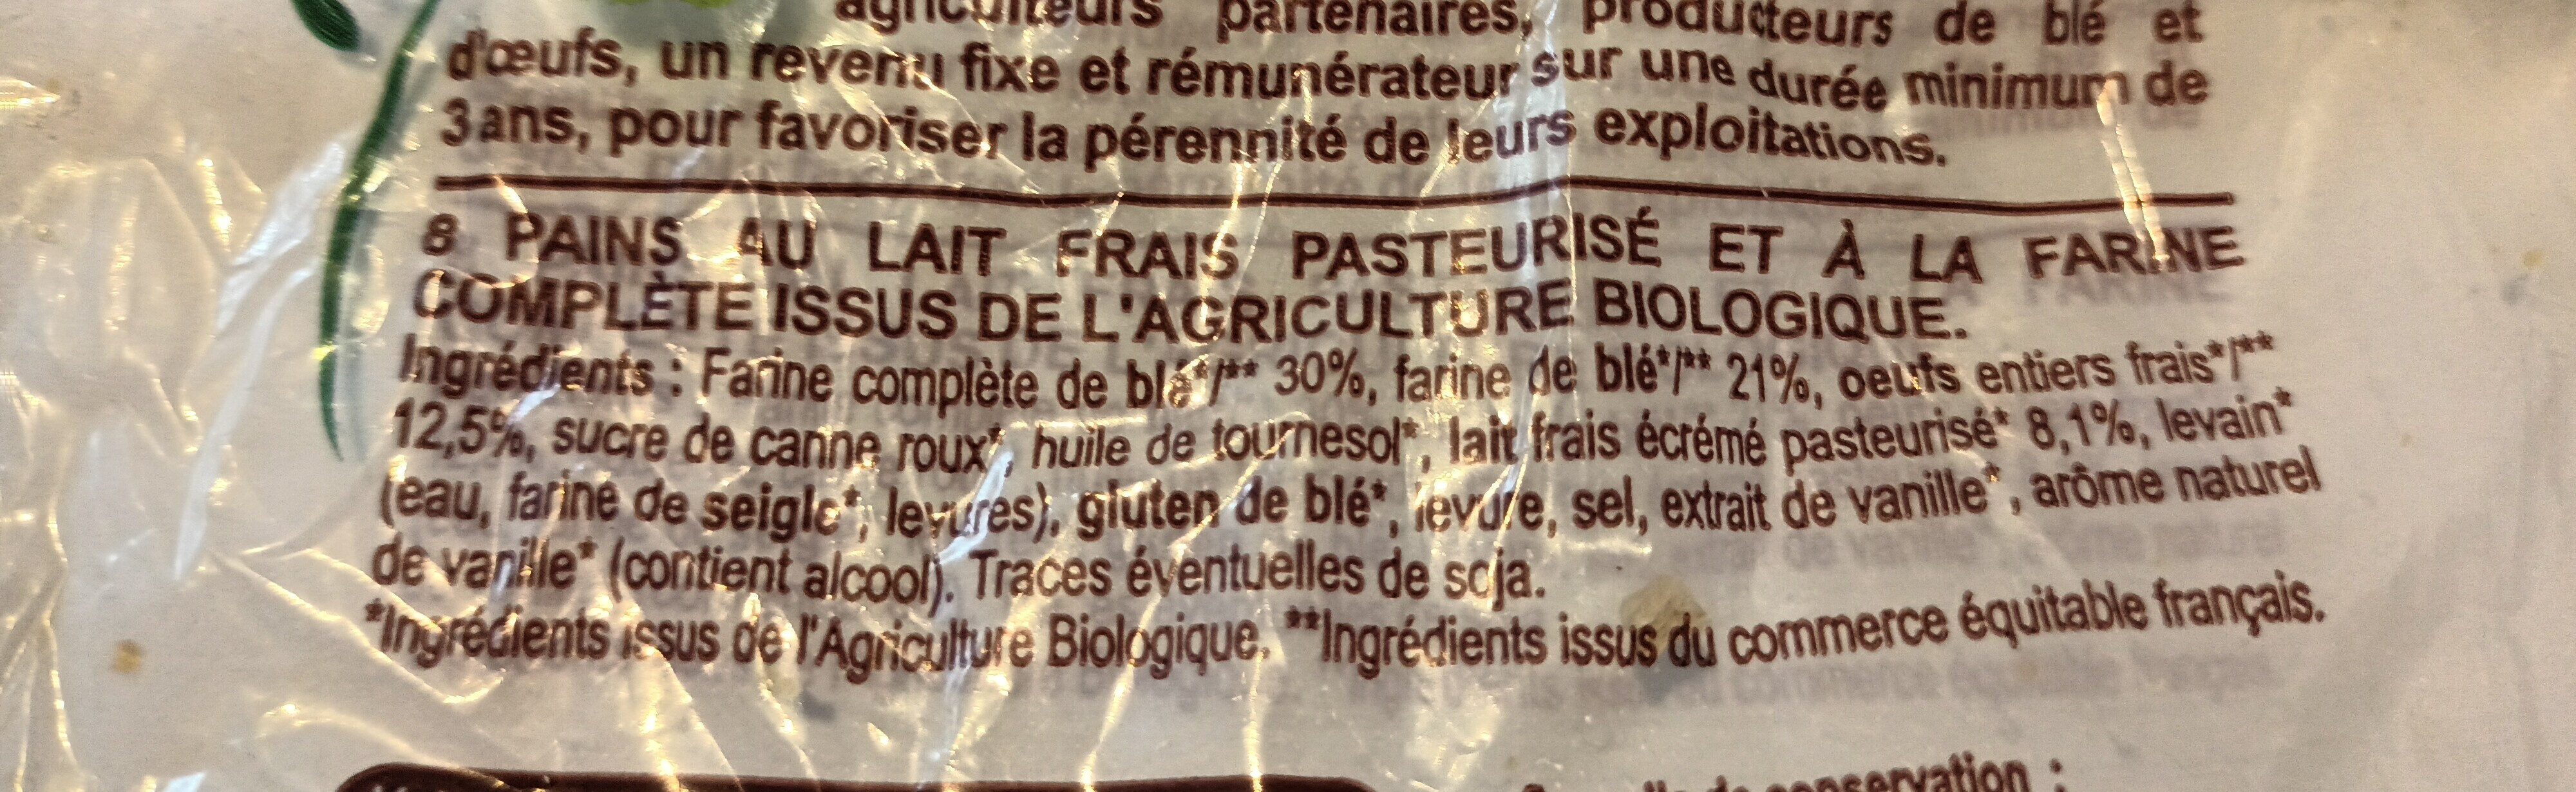 agriculteurs partenaires, producteurs de blé et
d'œufs, un revenu fixe et rémunérateur sur une durée minimum de
3 ans, pour favoriser la pérennité de leurs exploitations.
8 PAINS AU LAIT FRAIS PASTEURISÉ ET À LA FARINE
COMPLÈTE ISSUS DE L'AGRICULTURE BIOLOGIQUE.
Ingrédients : Farine complète de blé*/** 30%, farine de blé*/** 21%, oeufs entiers frais*/**
12,5%, sucre de canne roux*, huile de tournesol*, lait frais écrémé pasteurisé* 8,1%, levain*
(eau, farine de seigle*, levures), gluten de blé*, levure, sel, extrait de vanille*, arôme naturel
de vanille* (contient alcool). Traces éventuelles de soja.
*Ingrédients issus de l'Agriculture Biologique. **Ingrédients issus du commerce équitable français.
de conservation :